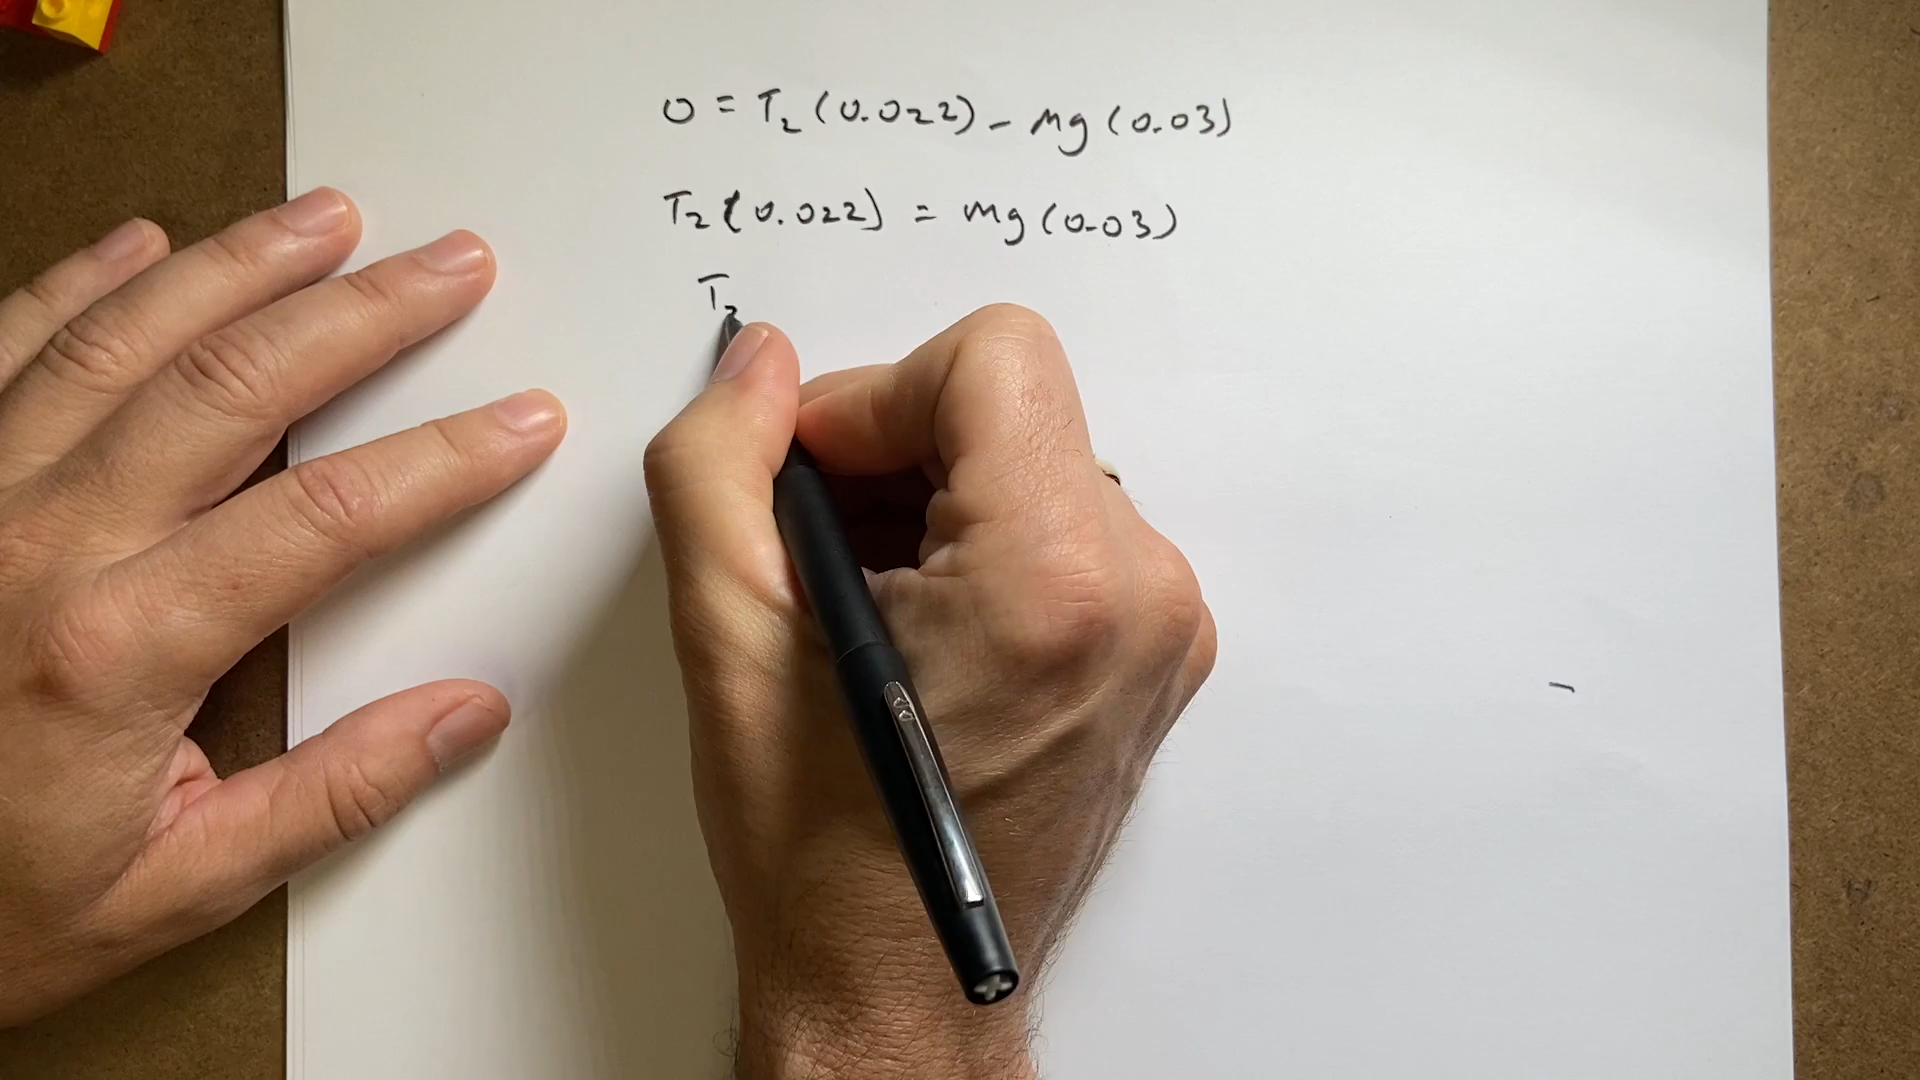 0 = T₂ (0.022) - mg (0.03)
T₂ (0.022) = mg (0.03)
T₂